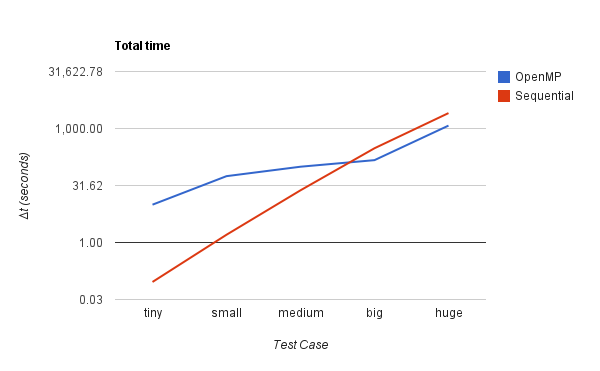 Total time
31,622.78
1,000.00
31.62
1.00
0.03
Δt (seconds)
tiny small medium big huge
Test Case
OpenMP
Sequential